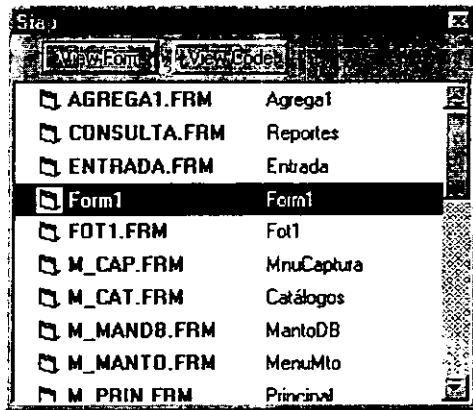 Siap
View Form View Code
AGREGA1.FRM Agrega1
CONSULTA.FRM Reportes
ENTRADA.FRM Entrada
Form1 Form1
FOT1.FRM Fot1
M_CAP.FRM MnuCaptura
M_CAT.FRM Catálogos
M_MANDB.FRM MantoDB
M_MANTO.FRM MenuMto
M_PRIN.FRM Principal